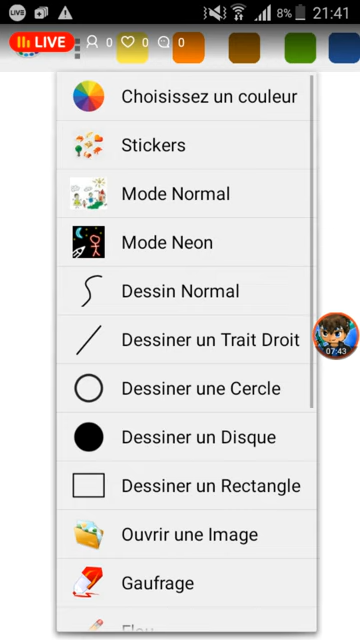 LIVE 8% 21:41
LIVE 0 0 0
Choisissez un couleur
Stickers
Mode Normal
Mode Neon
Dessin Normal
Dessiner un Trait Droit
Dessiner une Cercle
07:43
Dessiner un Disque
Dessiner un Rectangle
Ouvrir une Image
Gaufrage
Flou